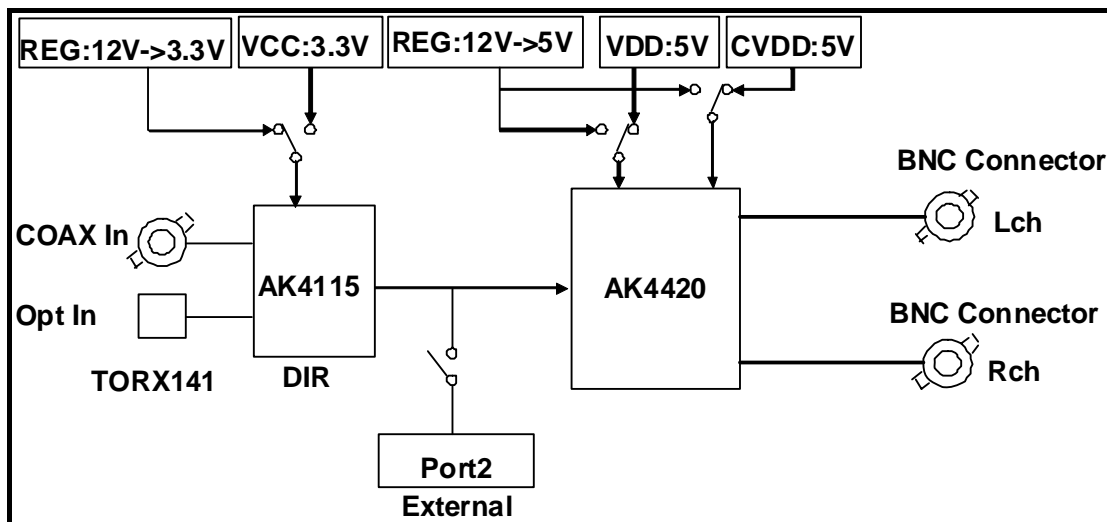 REG:12V->3.3V
VCC:3.3V
REG:12V->5V
VDD:5V
CVDD:5V
BNC Connector
Lch
COAX In
AK4115
AK4420
Opt In
BNC Connector
Rch
TORX141
DIR
Port2
External